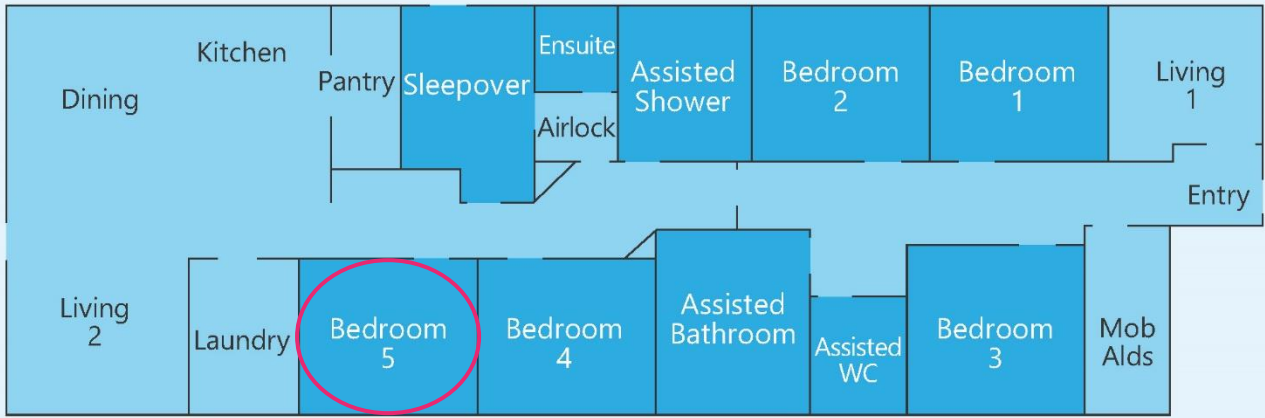 Dining
Kitchen
Pantry
Sleepover
Ensuite
Airlock
Assisted
Shower
Bedroom
2
Bedroom
1
Living
1
Entry
Living
2
Laundry
Bedroom
5
Bedroom
4
Assisted
Bathroom
Assisted
WC
Bedroom
3
Mob
Alds